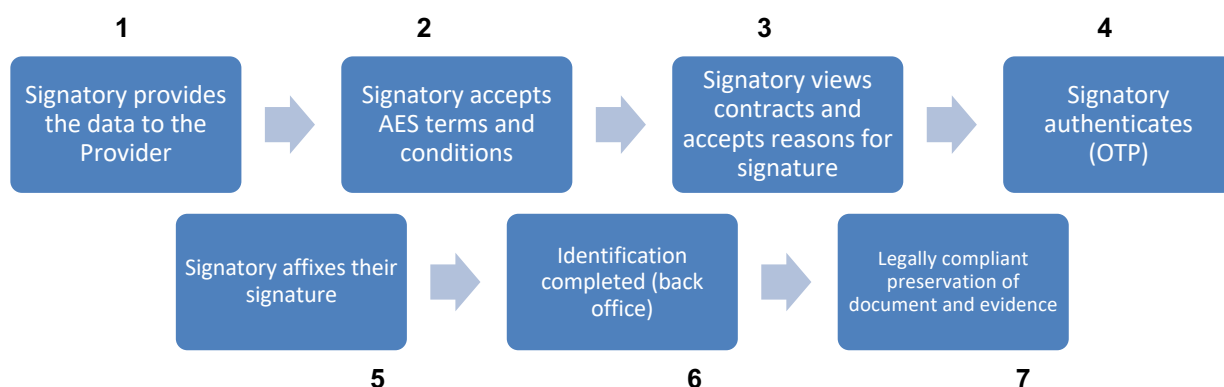 1
2
3
4
Signatory provides
the data to the
Provider
Signatory accepts
AES terms and
conditions
Signatory views
contracts and
accepts reasons for
signature
Signatory
authenticates
(OTP)
Signatory affixes their
signature
Identification
completed (back
office)
Legally compliant
preservation of
document and evidence
5
6
7